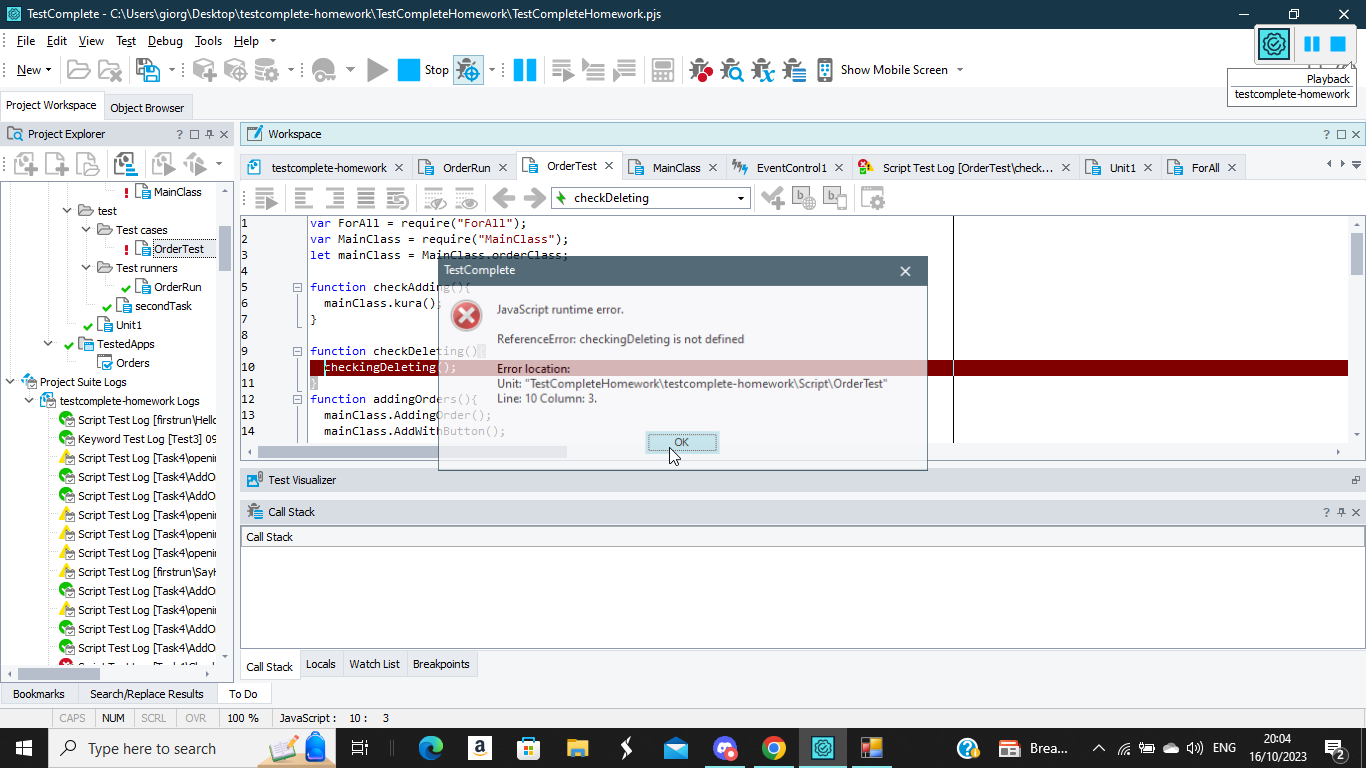 TestComplete - C:\Users\giorg\Desktop\testcomplete-homework\TestCompleteHomework\TestCompleteHomework.pjs
File Edit View Test Debug Tools Help
New Stop Show Mobile Screen
Playback
testcomplete-homework
Project Workspace Object Browser
Project Explorer ?
Workspace ?
testcomplete-homework OrderRun OrderTest MainClass EventControl1 Script Test Log [OrderTest\check... Unit1 ForAll
checkDeleting
MainClass
test
Test cases
OrderTest
Test runners
OrderRun
secondTask
Unit1
TestedApps
Orders
Project Suite Logs
testcomplete-homework Logs
Script Test Log [firstrun\Hello
Keyword Test Log [Test3] 09
Script Test Log [Task4\openi
Script Test Log [Task4\AddO
Script Test Log [Task4\AddO
Script Test Log [Task4\openi
Script Test Log [Task4\openi
Script Test Log [Task4\openi
Script Test Log [firstrun\SayH
Script Test Log [Task4\AddO
Script Test Log [Task4\openi
Script Test Log [Task4\AddO
Script Test Log [Task4\AddO
1 var ForAll = require("ForAll");
2 var MainClass = require("MainClass");
3 let mainClass = MainClass.orderClass;
4
5 function checkAdding(){
6 mainClass.kura();
7 }
8
9 function checkDeleting(){
10 checkingDeleting();
11 }
12 function addingOrders(){
13 mainClass.AddingOrder();
14 mainClass.AddWithButton();
TestComplete
JavaScript runtime error.
ReferenceError: checkingDeleting is not defined
Error location:
Unit: "TestCompleteHomework\testcomplete-homework\Script\OrderTest"
Line: 10 Column: 3.
OK
Test Visualizer
Call Stack ?
Call Stack
Call Stack Locals Watch List Breakpoints
Bookmarks Search/Replace Results To Do
CAPS NUM SCRL OVR 100 % JavaScript : 10 : 3
Type here to search
Brea...
ENG
20:04
16/10/2023
2